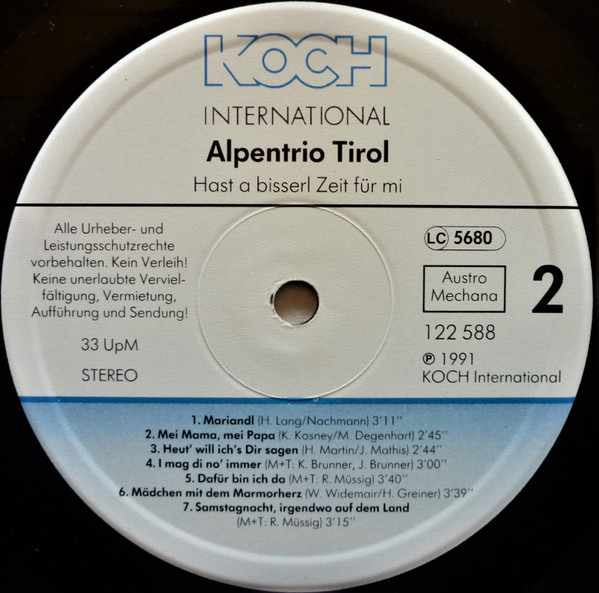 KOCH
INTERNATIONAL
Alpentrio Tirol
Hast a bisserl Zeit für mi
Alle Urheber- und
Leistungsschutzrechte
vorbehalten. Kein Verleih!
Keine unerlaubte Verviel-
fältigung, Vermietung,
Aufführung und Sendung!
33 UpM
STEREO
LC 5680
Austro
Mechana
2
122 588
℗ 1991
KOCH International
1. Mariandl (H. Lang/Nachmann) 3'11"
2. Mei Mama, mei Papa (K. Kosney/M. Degenhart) 2'45"
3. Heut' will ich's Dir sagen (H. Martin/J. Mathis) 2'44"
4. I mag di no' immer (M+T: K. Brunner, J. Brunner) 3'00"
5. Dafür bin ich da (M+T: R. Müssig) 3'40"
6. Mädchen mit dem Marmorherz (W. Widemair/H. Greiner) 3'39"
7. Samstagnacht, irgendwo auf dem Land
(M+T: R. Müssig) 3'15"